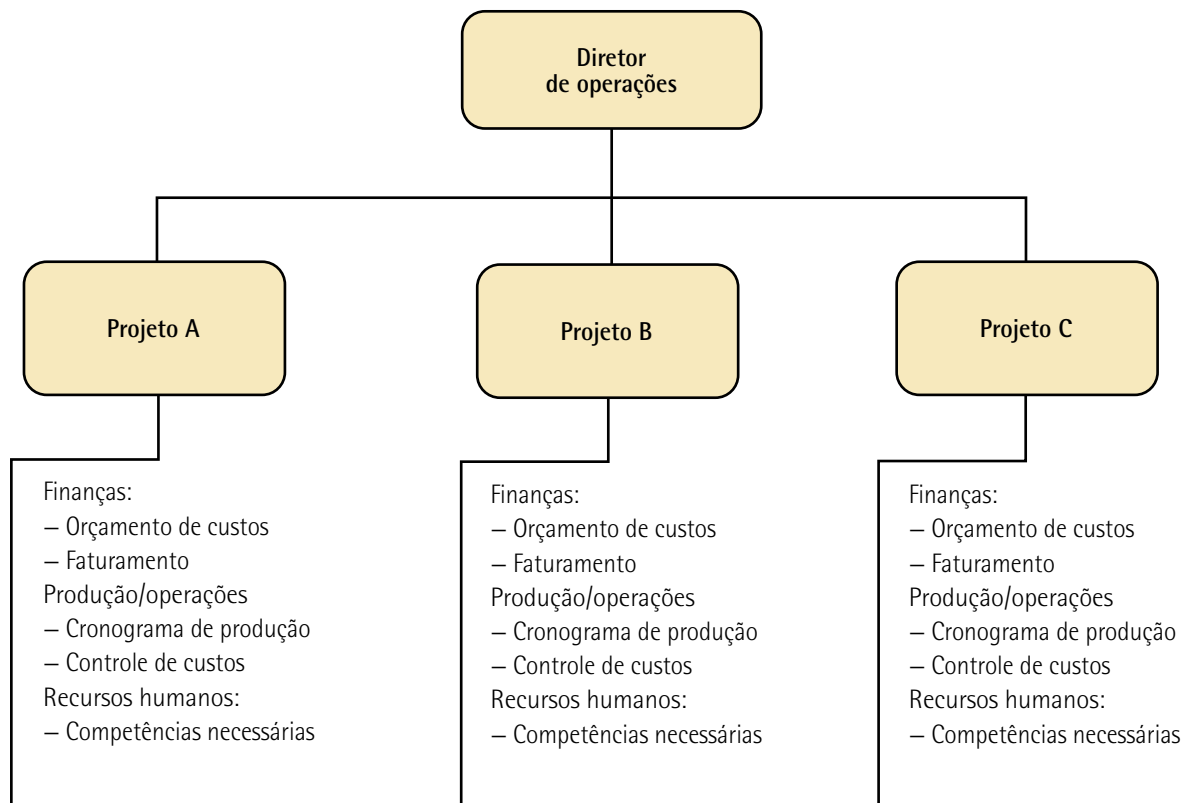 Diretor
de operações
Projeto A
Projeto B
Projeto C
Finanças:
— Orçamento de custos
— Faturamento
Produção/operações
— Cronograma de produção
— Controle de custos
Recursos humanos:
— Competências necessárias
Finanças:
— Orçamento de custos
— Faturamento
Produção/operações
— Cronograma de produção
— Controle de custos
Recursos humanos:
— Competências necessárias
Finanças:
— Orçamento de custos
— Faturamento
Produção/operações
— Cronograma de produção
— Controle de custos
Recursos humanos:
— Competências necessárias